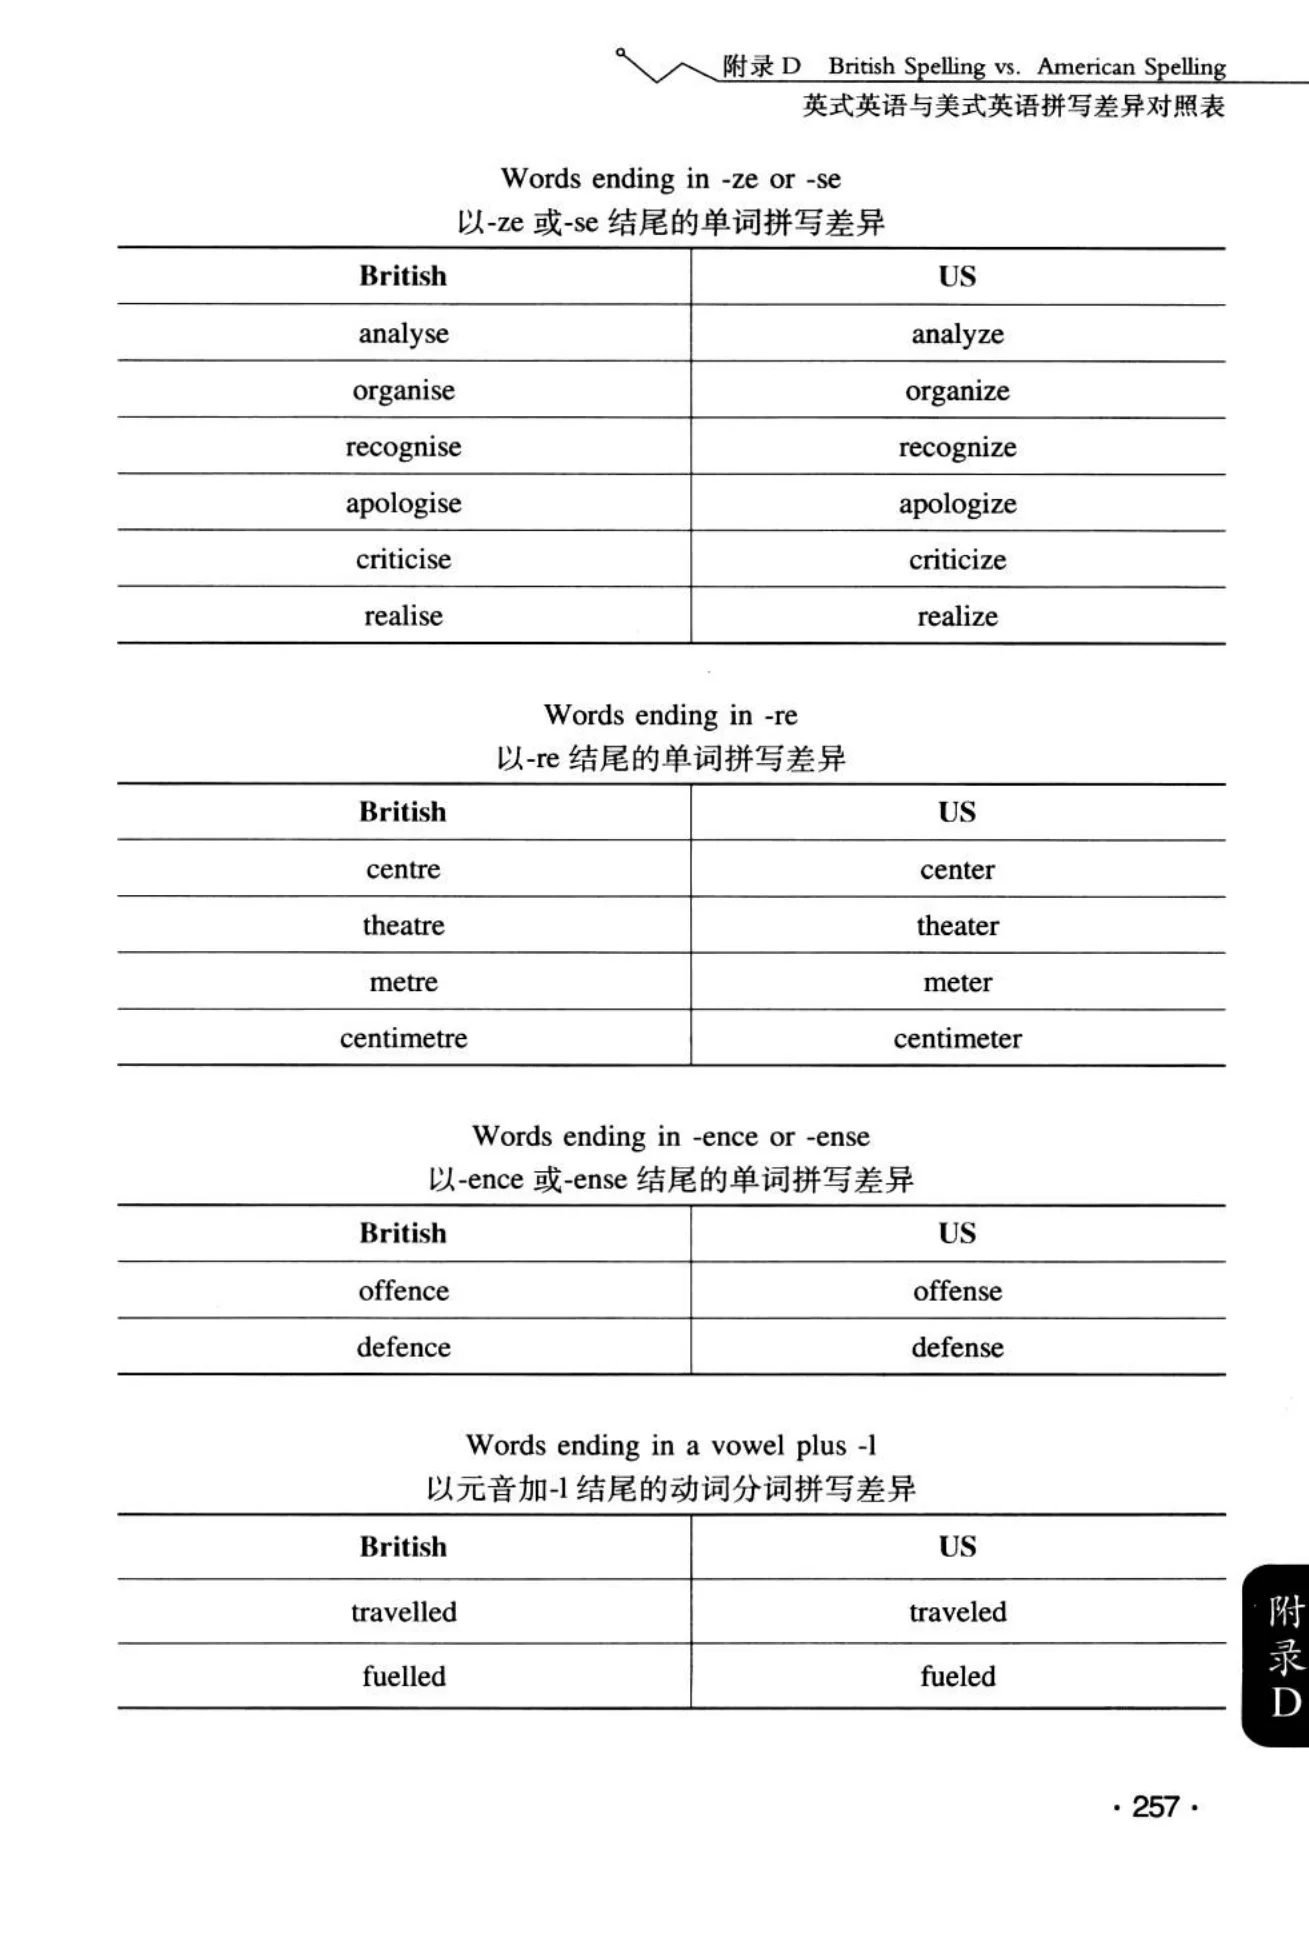 附录 D British Spelling vs. American Spelling
英式英语与美式英语拼写差异对照表
Words ending in -ze or -se
以-ze 或-se 结尾的单词拼写差异
British US
analyse analyze
organise organize
recognise recognize
apologise apologize
criticise criticize
realise realize
Words ending in -re
以-re 结尾的单词拼写差异
British US
centre center
theatre theater
metre meter
centimetre centimeter
Words ending in -ence or -ense
以-ence 或-ense 结尾的单词拼写差异
British US
offence offense
defence defense
Words ending in a vowel plus -l
以元音加-l 结尾的动词分词拼写差异
British US
travelled traveled
fuelled fueled
附录D
· 257 ·